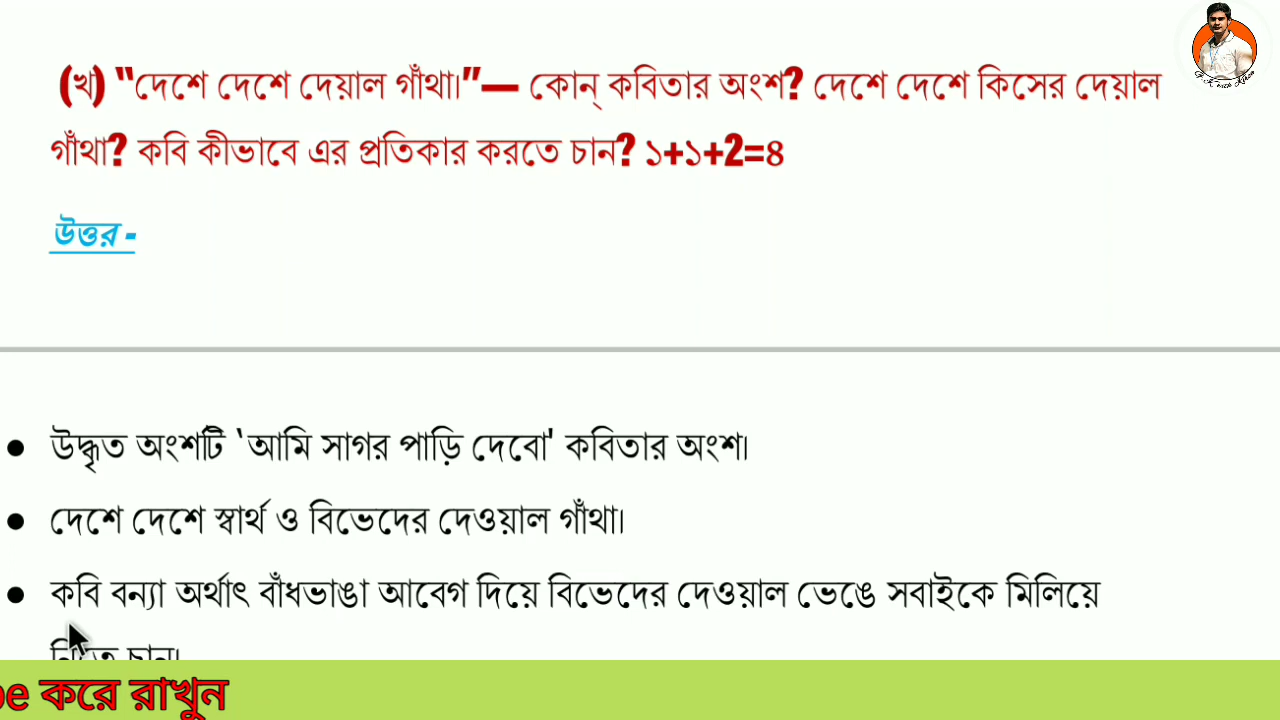 (খ) “দেশে দেশে দেয়াল গাঁথা।”— কোন্ কবিতার অংশ? দেশে দেশে কিসের দেয়াল
গাঁথা? কবি কীভাবে এর প্রতিকার করতে চান? ১+১+2=8
উত্তর -
● উদ্ধৃত অংশটি ‘আমি সাগর পাড়ি দেবো' কবিতার অংশ।
● দেশে দেশে স্বার্থ ও বিভেদের দেওয়াল গাঁথা।
● কবি বন্যা অর্থাৎ বাঁধভাঙা আবেগ দিয়ে বিভেদের দেওয়াল ভেঙে সবাইকে মিলিয়ে
চান।
be করে রাখুন